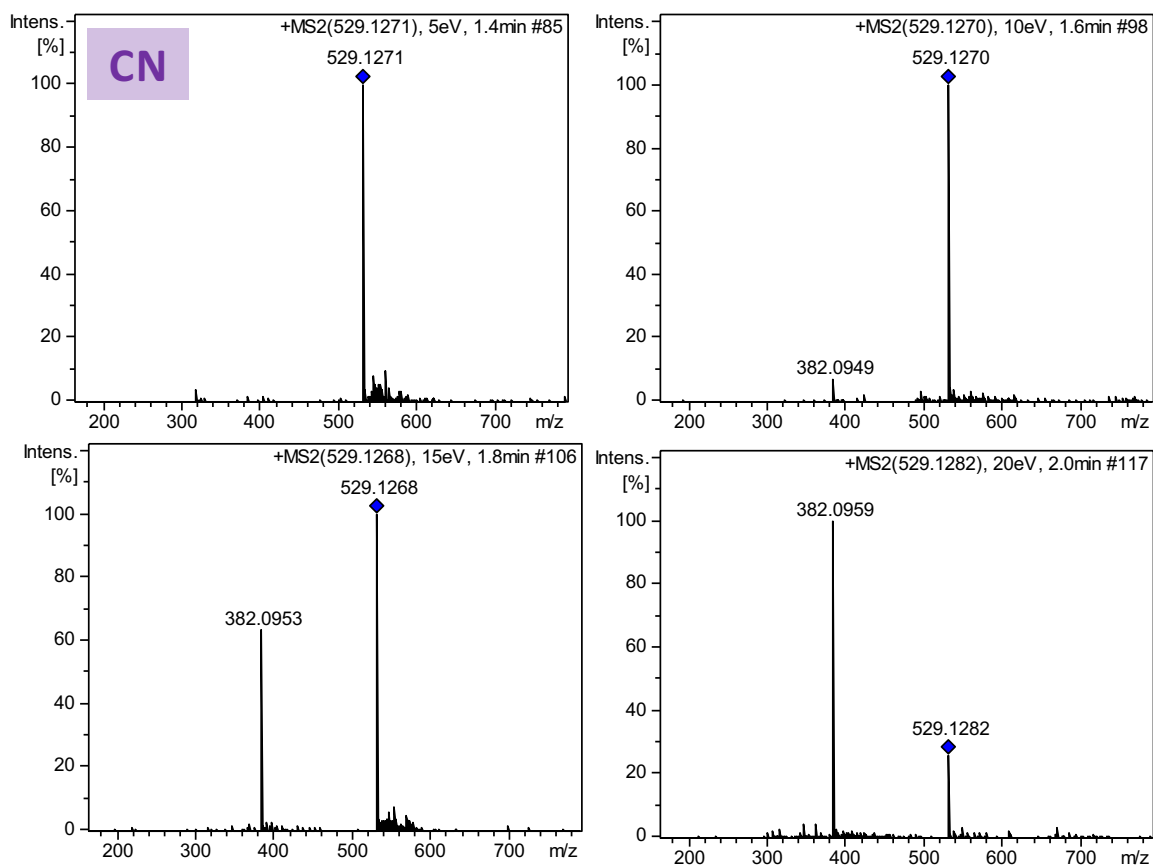 Intens.
[%]
+MS2(529.1271), 5eV, 1.4min #85
CN
529.1271
100
80
60
40
20
0
200 300 400 500 600 700 m/z
Intens.
[%]
+MS2(529.1270), 10eV, 1.6min #98
529.1270
100
80
60
40
20
0
382.0949
200 300 400 500 600 700 m/z
Intens.
[%]
+MS2(529.1268), 15eV, 1.8min #106
529.1268
100
80
60
40
20
0
382.0953
200 300 400 500 600 700 m/z
Intens.
[%]
+MS2(529.1282), 20eV, 2.0min #117
382.0959
100
80
60
40
20
0
529.1282
200 300 400 500 600 700 m/z